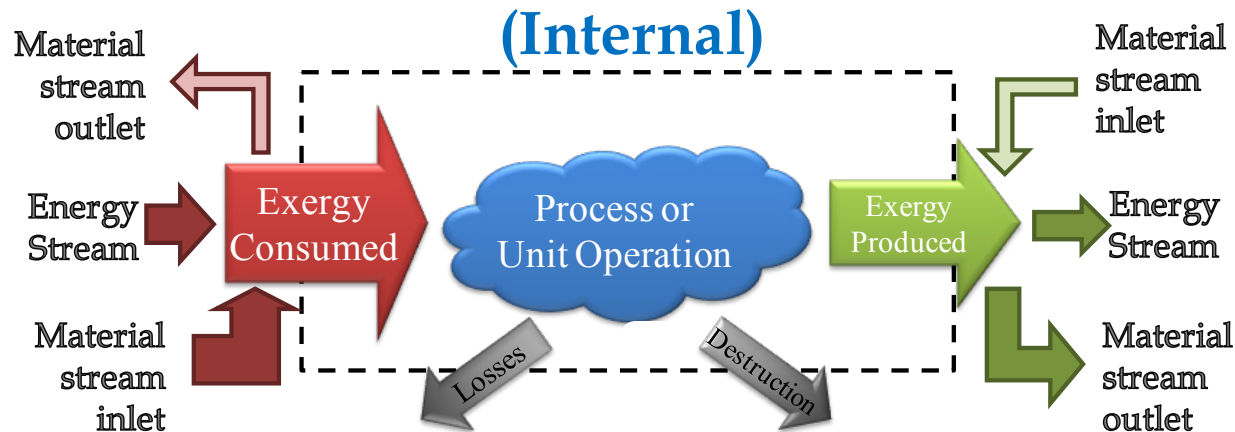 (Internal)
Material
stream
outlet
Energy
Stream
Material
stream
inlet
Exergy
Consumed
Process or
Unit Operation
Losses
Destruction
Exergy
Produced
Material
stream
inlet
Energy
Stream
Material
stream
outlet